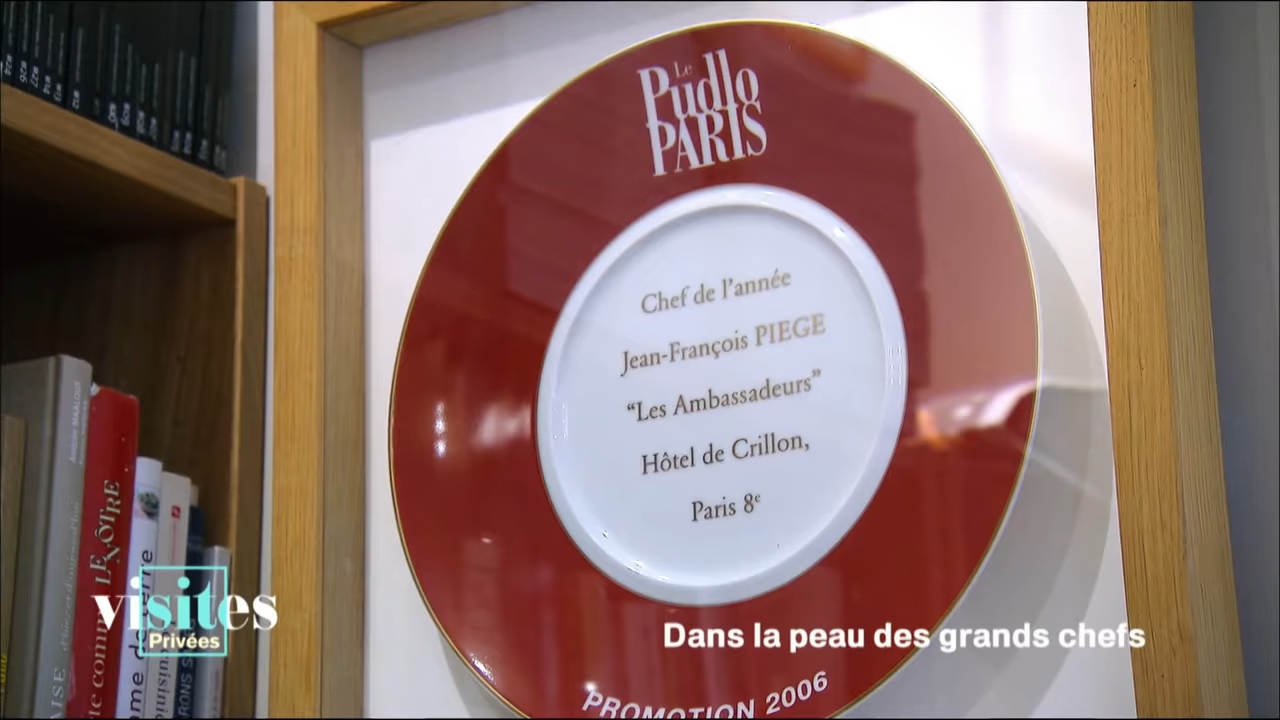 Le
Pudlo
PARIS
Chef de l'année
Jean-François PIEGE
“Les Ambassadeurs”
Hôtel de Crillon,
Paris 8e
PROMOTION 2006
LENÔTRE
visites
Privées
Dans la peau des grands chefs